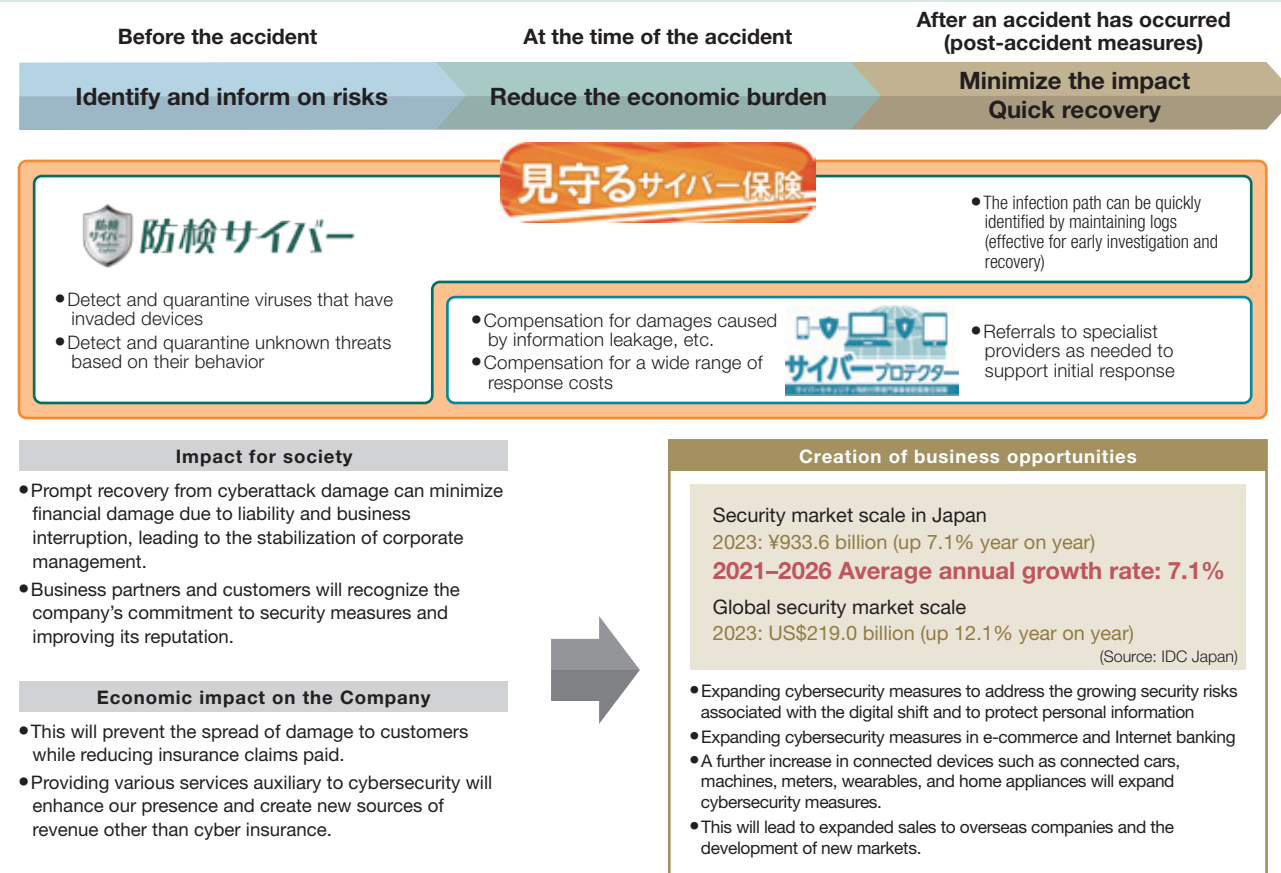 Before the accident
At the time of the accident
After an accident has occurred
(post-accident measures)
Identify and inform on risks
Reduce the economic burden
Minimize the impact
Quick recovery
見守るサイバー保険
防検
サイバー
防検サイバー
●Detect and quarantine viruses that have
invaded devices
●Detect and quarantine unknown threats
based on their behavior
●The infection path can be quickly
identified by maintaining logs
(effective for early investigation and
recovery)
●Compensation for damages caused
by information leakage, etc.
●Compensation for a wide range of
response costs
サイバープロテクター
●Referrals to specialist
providers as needed to
support initial response
Impact for society
●Prompt recovery from cyberattack damage can minimize
financial damage due to liability and business
interruption, leading to the stabilization of corporate
management.
●Business partners and customers will recognize the
company’s commitment to security measures and
improving its reputation.
Economic impact on the Company
●This will prevent the spread of damage to customers
while reducing insurance claims paid.
●Providing various services auxiliary to cybersecurity will
enhance our presence and create new sources of
revenue other than cyber insurance.
Creation of business opportunities
Security market scale in Japan
2023: ¥933.6 billion (up 7.1% year on year)
2021–2026 Average annual growth rate: 7.1%
Global security market scale
2023: US$219.0 billion (up 12.1% year on year)
(Source: IDC Japan)
●Expanding cybersecurity measures to address the growing security risks
associated with the digital shift and to protect personal information
●Expanding cybersecurity measures in e-commerce and Internet banking
●A further increase in connected devices such as connected cars,
machines, meters, wearables, and home appliances will expand
cybersecurity measures.
●This will lead to expanded sales to overseas companies and the
development of new markets.